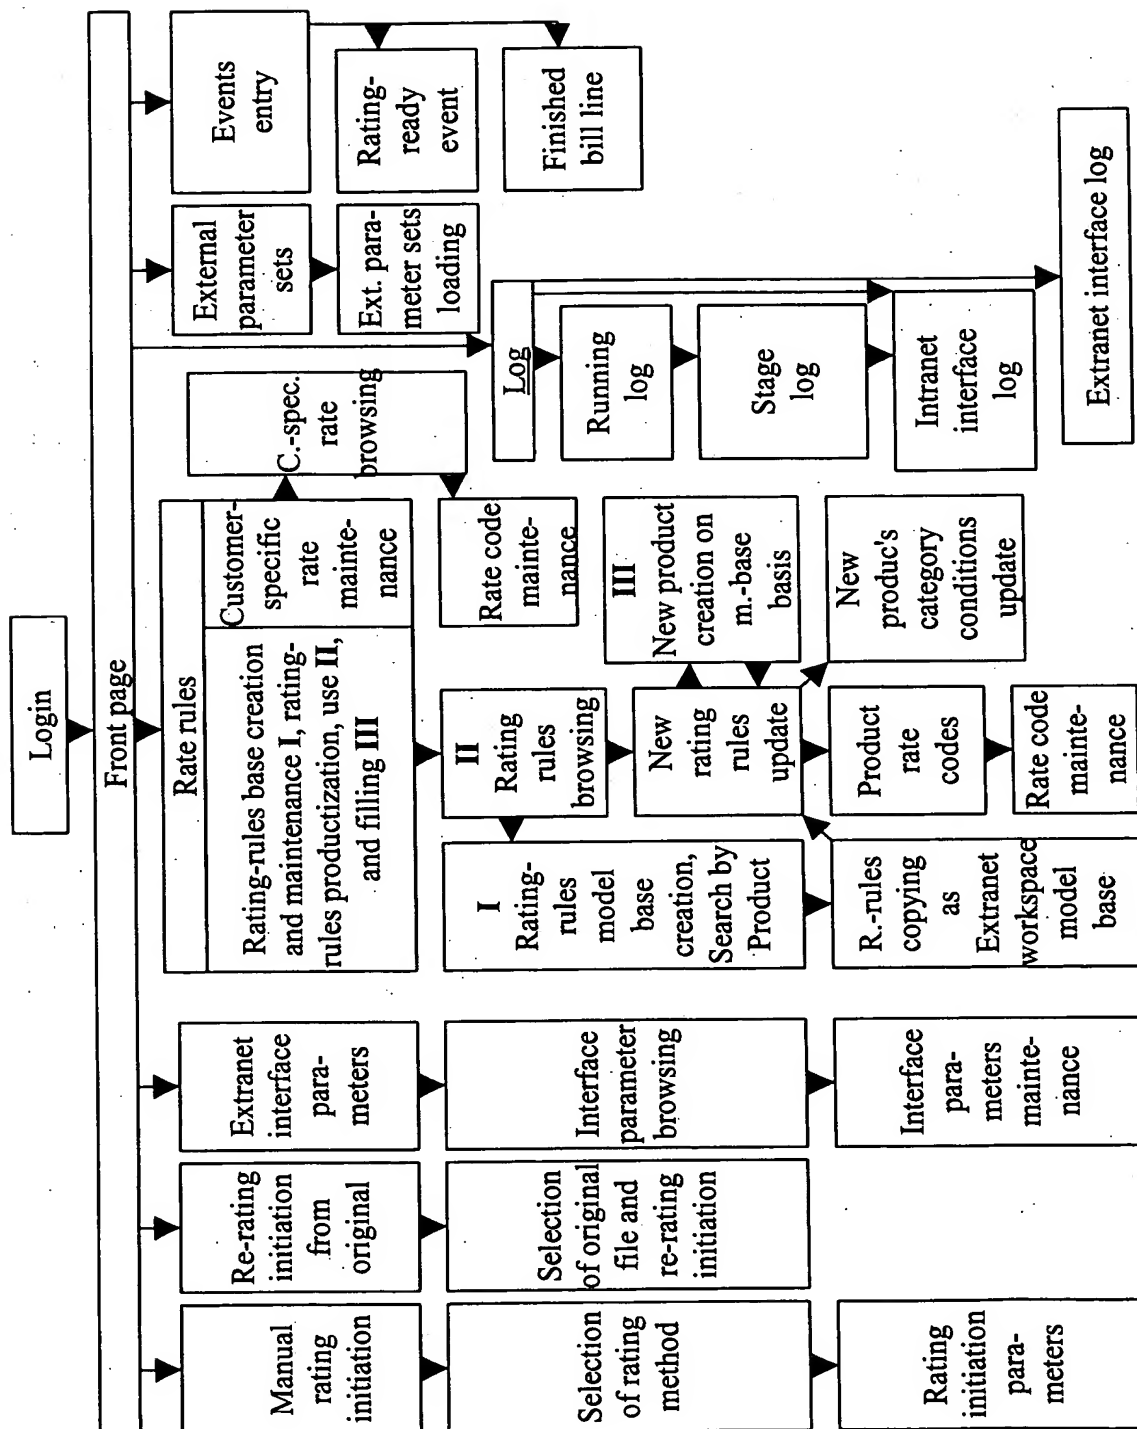 Login
Front page
Manual
rating
initiation
Selection
of rating
method
Rating
initiation
para-
meters
Re-rating
initiation
from
original
Selection
of original
file and
re-rating
initiation
Extranet
interface
para-
meters
Interface
parameter
browsing
Interface
para-
meters
mainte-
nance
Rate rules
Rating-rules base creation
and maintenance I, rating-
rules productization, use II,
and filling III
Customer-
specific
rate
mainte-
nance
C.-spec.
rate
browsing
Rate code
mainte-
nance
I
Rating-
rules
model
base
creation,
Search by
Product
R.-rules
copying
as
Extranet
workspace
model
base
II
Rating
rules
browsing
New
rating
rules
update
Product
rate
codes
Rate code
mainte-
nance
III
New product
creation on
m.-base
basis
New
produc's
category
conditions
update
External
parameter
sets
Ext. para-
meter sets
loading
Log
Running
log
Stage
log
Intranet
interface
log
Extranet interface log
Events
entry
Rating-
ready
event
Finished
bill line